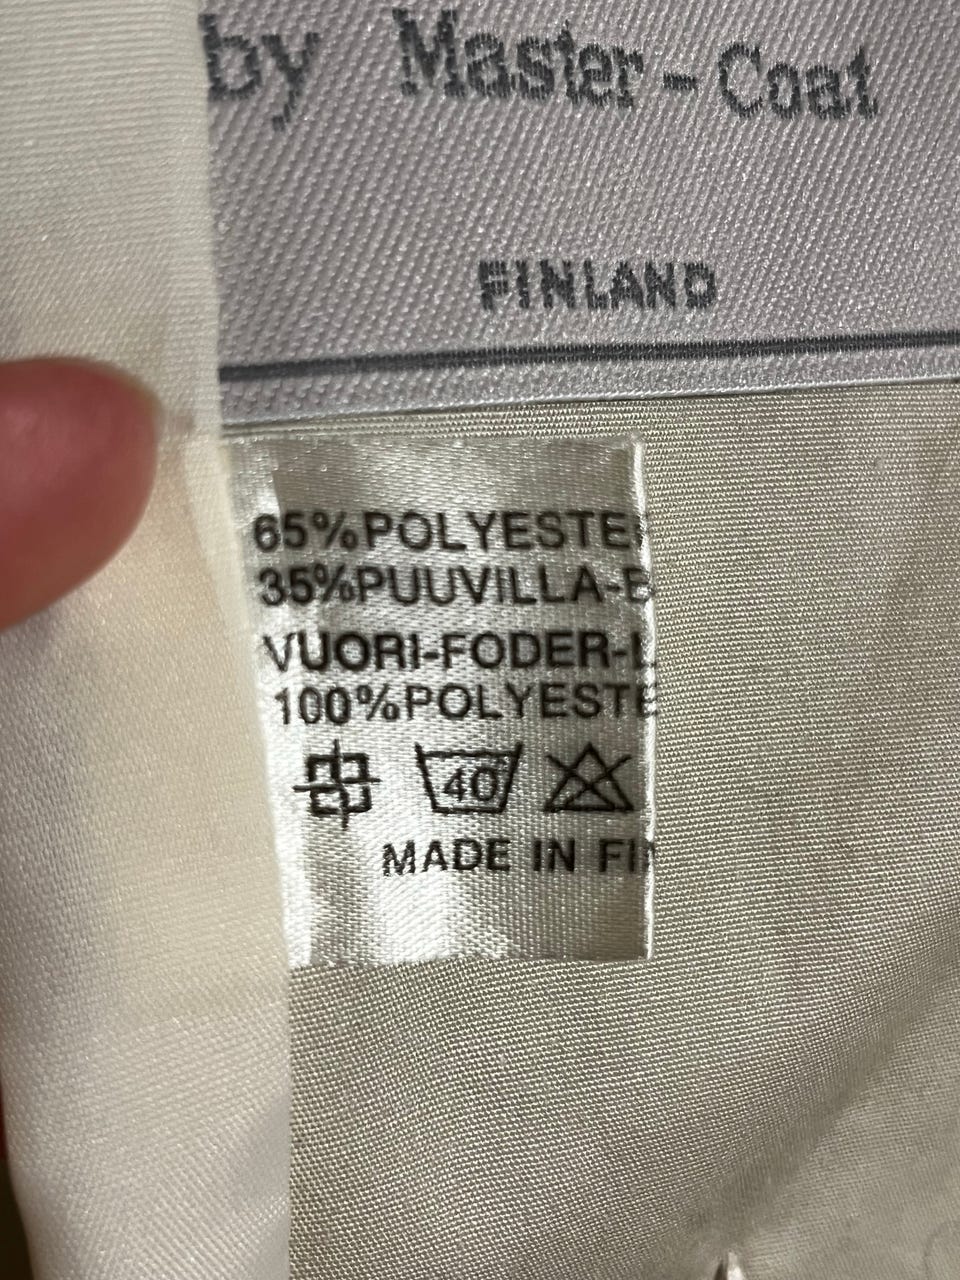 by Master-Coat
FINLAND
65%POLYESTE
35%PUUVILLA-B
VUORI-FODER-L
100%POLYESTE
40
MADE IN FI